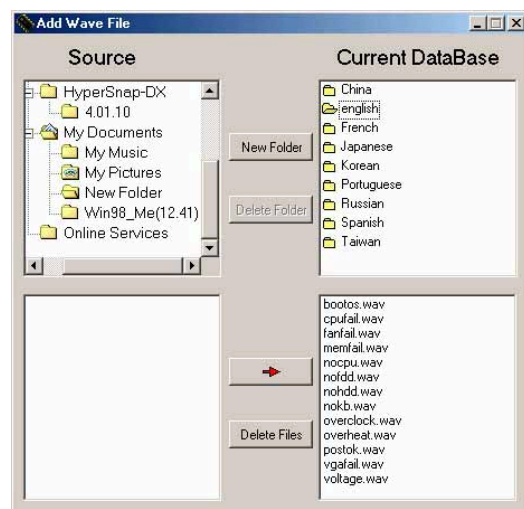 Add Wave File
Source
Current DataBase
HyperSnap-DX
4.01.10
My Documents
My Music
My Pictures
New Folder
Win98_Me(12.41)
Online Services
New Folder
Delete Folder
China
english
French
Japanese
Korean
Portuguese
Russian
Spanish
Taiwan
Delete Files
bootos.wav
cpufail.wav
fanfail.wav
memfail.wav
nocpu.wav
nofdd.wav
nohdd.wav
nokb.wav
overclock.wav
overheat.wav
postok.wav
vgafail.wav
voltage.wav